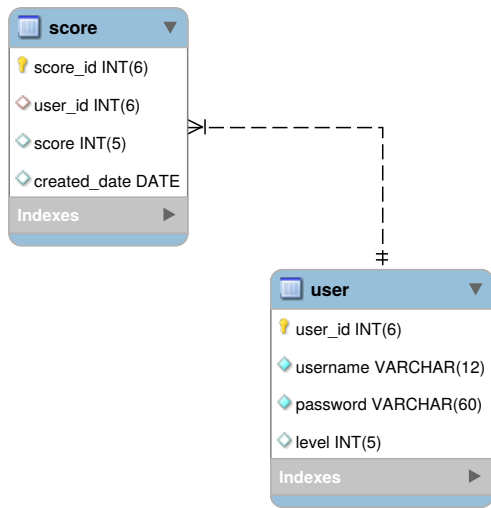 score
score_id INT(6)
user_id INT(6)
score INT(5)
created_date DATE
Indexes
user
user_id INT(6)
username VARCHAR(12)
password VARCHAR(60)
level INT(5)
Indexes